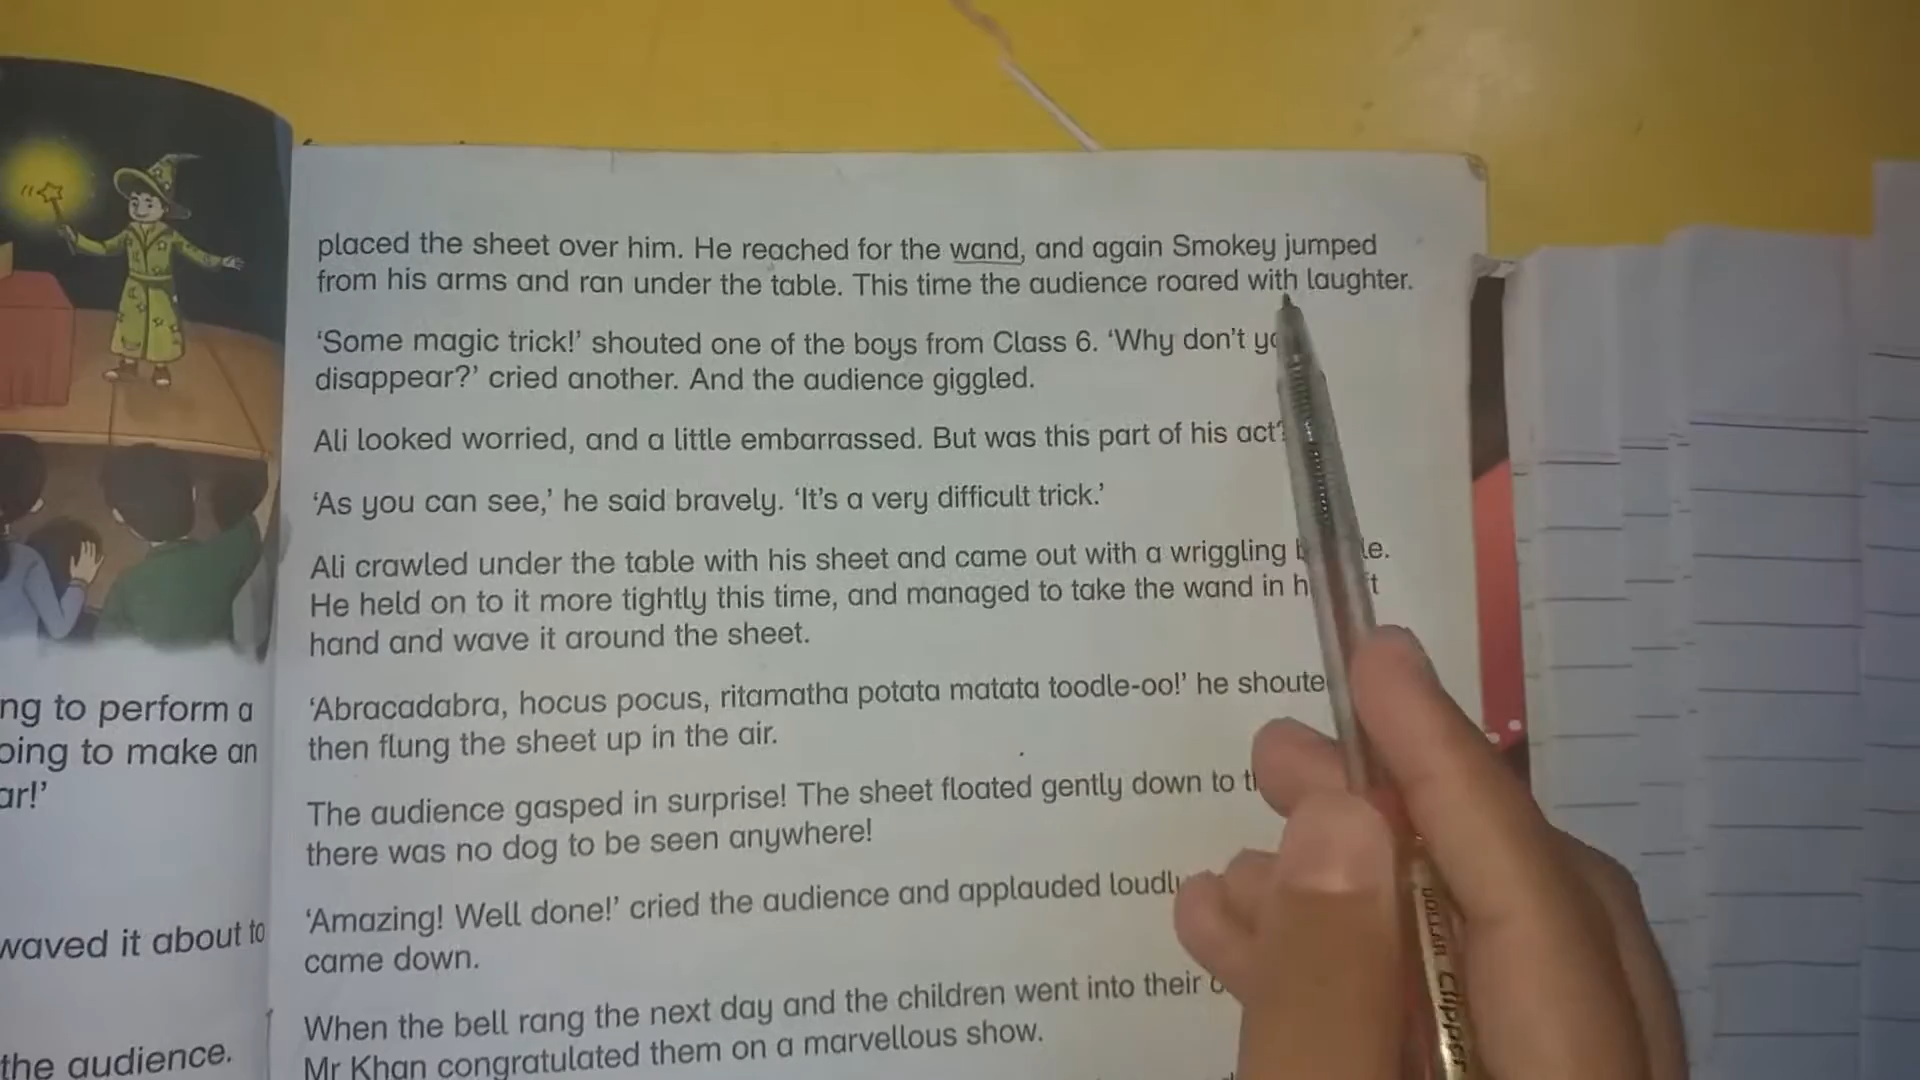 ng to perform a
oing to make an
ar!’
waved it about to
the audience.
placed the sheet over him. He reached for the wand, and again Smokey jumped
from his arms and ran under the table. This time the audience roared with laughter.
‘Some magic trick!’ shouted one of the boys from Class 6. ‘Why don’t
disappear?’ cried another. And the audience giggled.
Ali looked worried, and a little embarrassed. But was this part of his act?
‘As you can see,’ he said bravely. ‘It’s a very difficult trick.’
Ali crawled under the table with his sheet and came out with a wriggling
He held on to it more tightly this time, and managed to take the wand in
hand and wave it around the sheet.
‘Abracadabra, hocus pocus, ritamatha potata matata toodle-oo!’ he shoute
then flung the sheet up in the air.
The audience gasped in surprise! The sheet floated gently down to
there was no dog to be seen anywhere!
‘Amazing! Well done!’ cried the audience and applauded loudly
came down.
When the bell rang the next day and the children went into their
Mr Khan congratulated them on a marvellous show.
DOLLAR Clipper